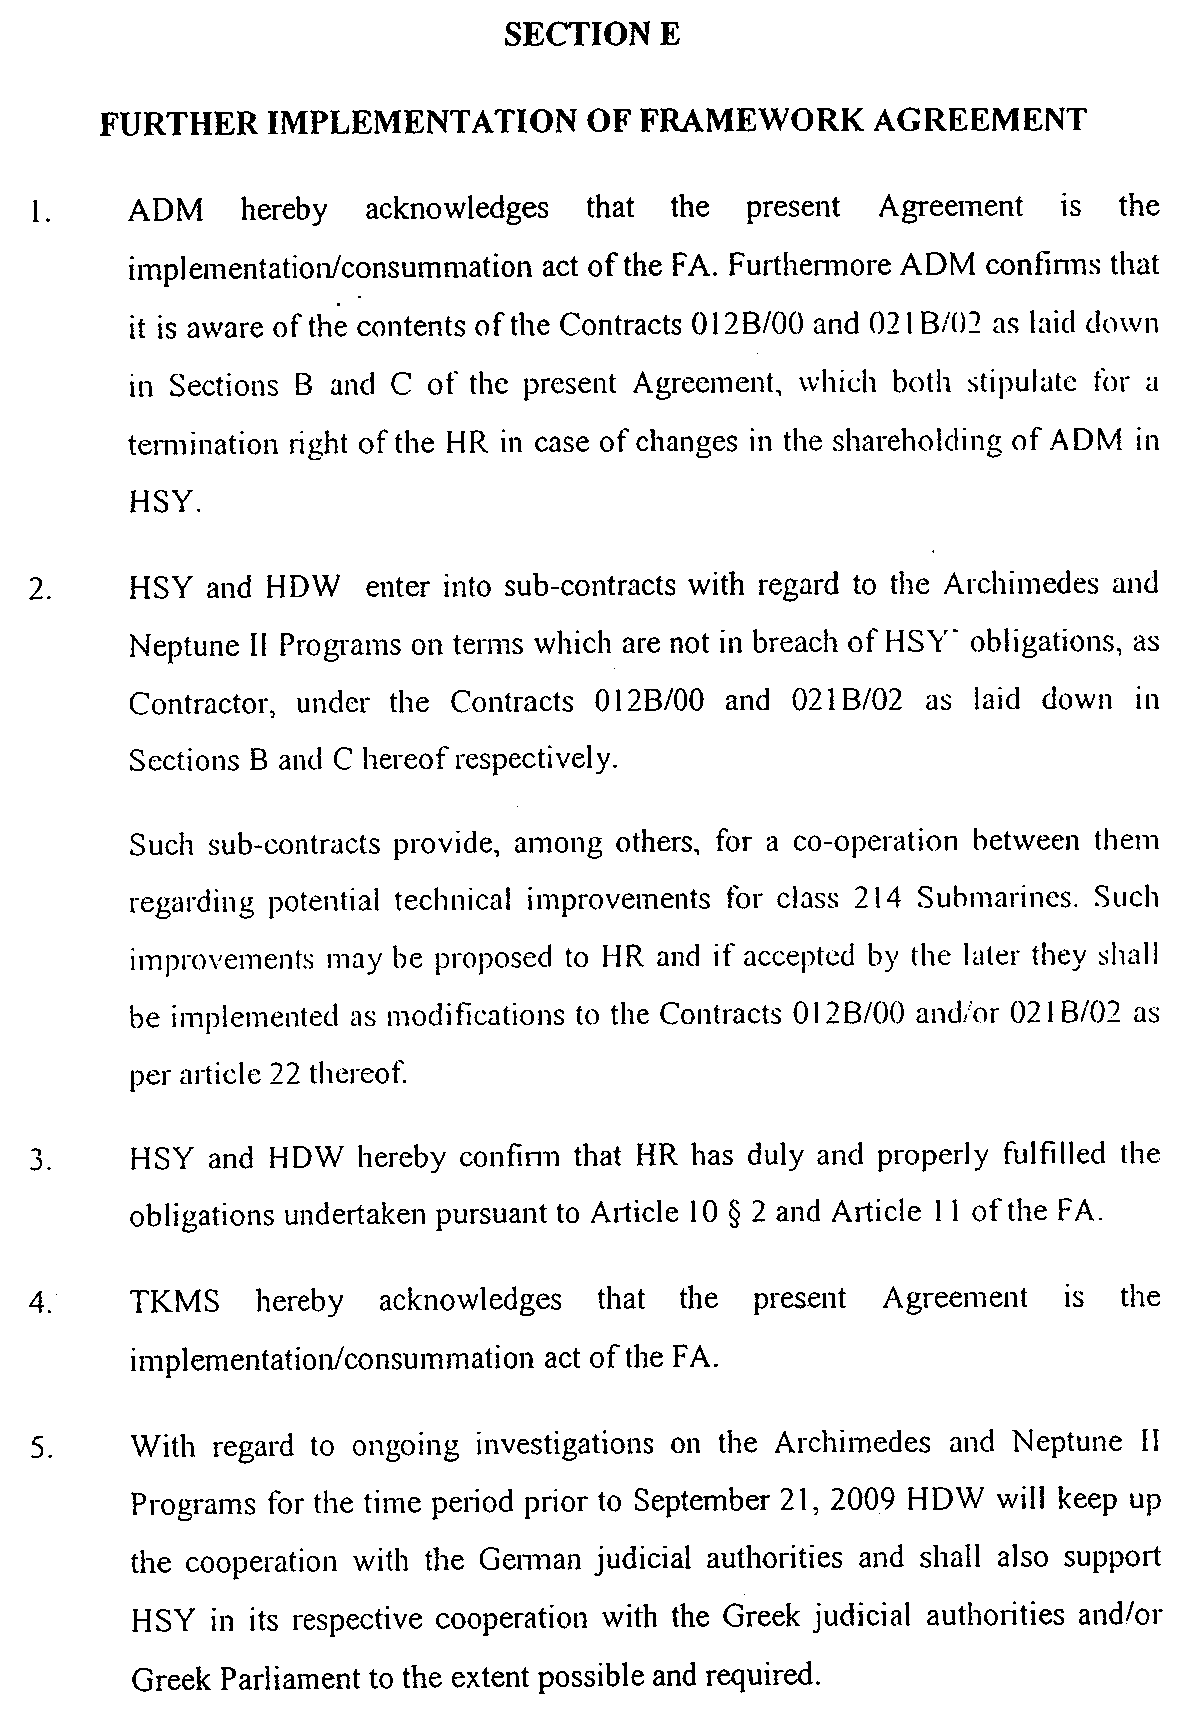 SECTION E
FURTHER IMPLEMENTATION OF FRAMEWORK AGREEMENT
1. ADM hereby acknowledges that the present Agreement is the
implementation/consummation act of the FA. Furthermore ADM confirms that
it is aware of the contents of the Contracts 012B/00 and 021B/02 as laid down
in Sections B and C of the present Agreement, which both stipulate for a
termination right of the HR in case of changes in the shareholding of ADM in
HSY.
2. HSY and HDW enter into sub-contracts with regard to the Archimedes and
Neptune II Programs on terms which are not in breach of HSY' obligations, as
Contractor, under the Contracts 012B/00 and 021B/02 as laid down in
Sections B and C hereof respectively.
Such sub-contracts provide, among others, for a co-operation between them
regarding potential technical improvements for class 214 Submarines. Such
improvements may be proposed to HR and if accepted by the later they shall
be implemented as modifications to the Contracts 012B/00 and/or 021B/02 as
per article 22 thereof.
3. HSY and HDW hereby confirm that HR has duly and properly fulfilled the
obligations undertaken pursuant to Article 10 § 2 and Article 11 of the FA.
4. TKMS hereby acknowledges that the present Agreement is the
implementation/consummation act of the FA.
5. With regard to ongoing investigations on the Archimedes and Neptune II
Programs for the time period prior to September 21, 2009 HDW will keep up
the cooperation with the German judicial authorities and shall also support
HSY in its respective cooperation with the Greek judicial authorities and/or
Greek Parliament to the extent possible and required.